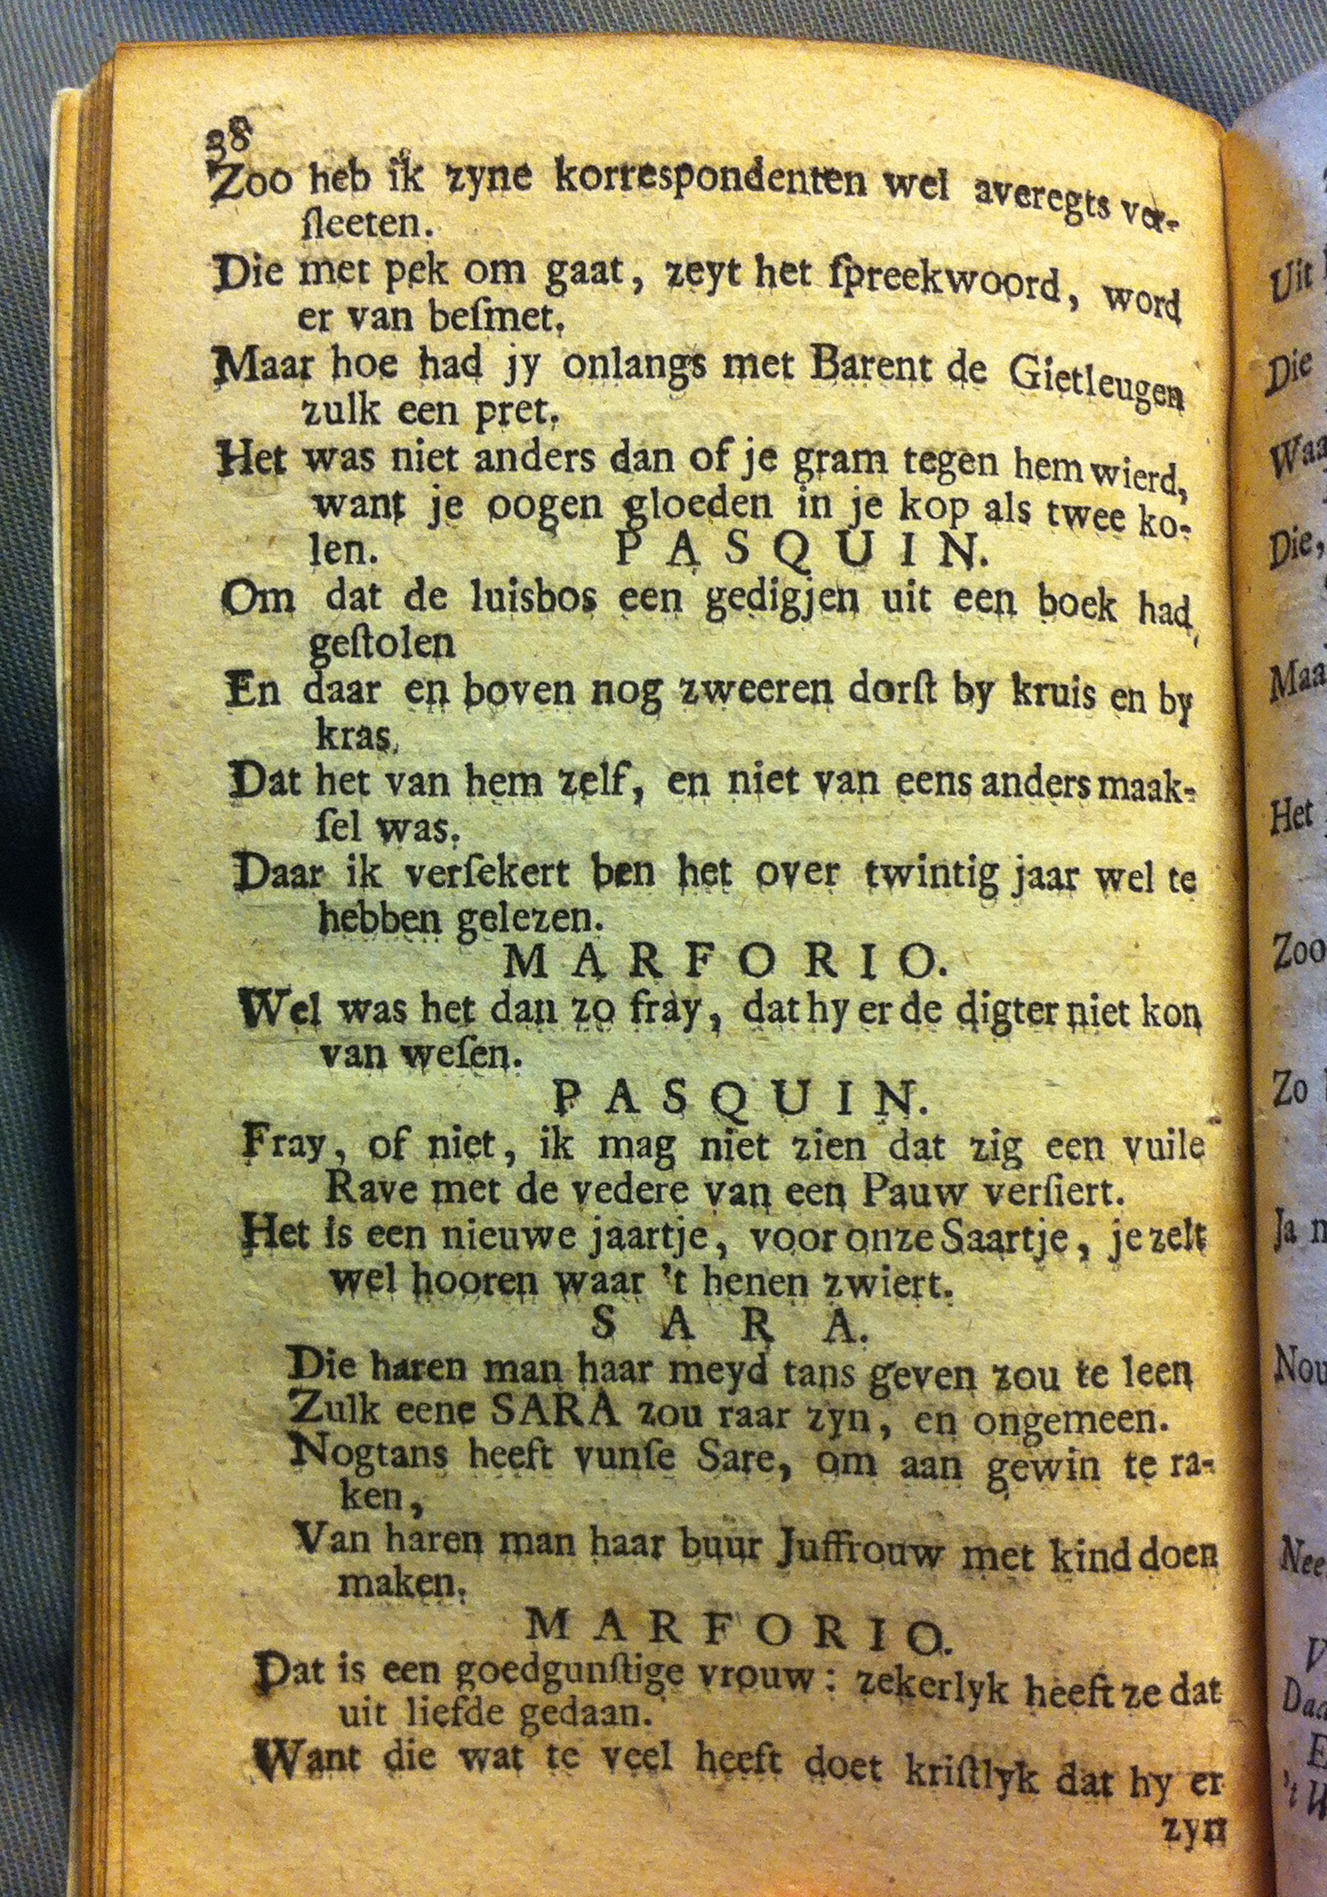 38
Zoo heb ik zyne korrespondenten wel averegts ver-
ſleeten.
Die met pek om gaat, zeyt het ſpreekwoord, word
er van beſmet.
Maar hoe had jy onlangs met Barent de Gietleugen
zulk een pret.
Het was niet anders dan of je gram tegen hem wierd,
want je oogen gloeden in je kop als twee ko-
len. PASQUIN.
Om dat de luisbos een gedigjen uit een boek had
geſtolen
En daar en boven nog zweeren dorſt by kruis en by
kras,
Dat het van hem zelf, en niet van eens anders maak-
ſel was.
Daar ik verſekert ben het over twintig jaar wel te
hebben gelezen.
MARFORIO.
Wel was het dan zo fray, dat hy er de digter niet kon
van weſen.
PASQUIN.
Fray, of niet, ik mag niet zien dat zig een vuile
Rave met de vedere van een Pauw verſiert.
Het is een nieuwe jaartje, voor onze Saartje, je zelt
wel hooren waar 't henen zwiert.
SARA.
Die haren man haar meyd tans geven zou te leen
Zulk eene SARA zou raar zyn, en ongemeen.
Nogtans heeft vunſe Sare, om aan gewin te ra-
ken,
Van haren man haar buur Juffrouw met kind doen
maken.
MARFORIO.
Dat is een goedgunſtige vrouw: zekerlyk heeft ze dat
uit liefde gedaan.
Want die wat te veel heeft doet kriſtlyk dat hy er
zyn
Uit
Die
Waa
Die,
Maa
Het
Zoo
Zo
Ja n
Nou
Nee
V
Daa
E
't W